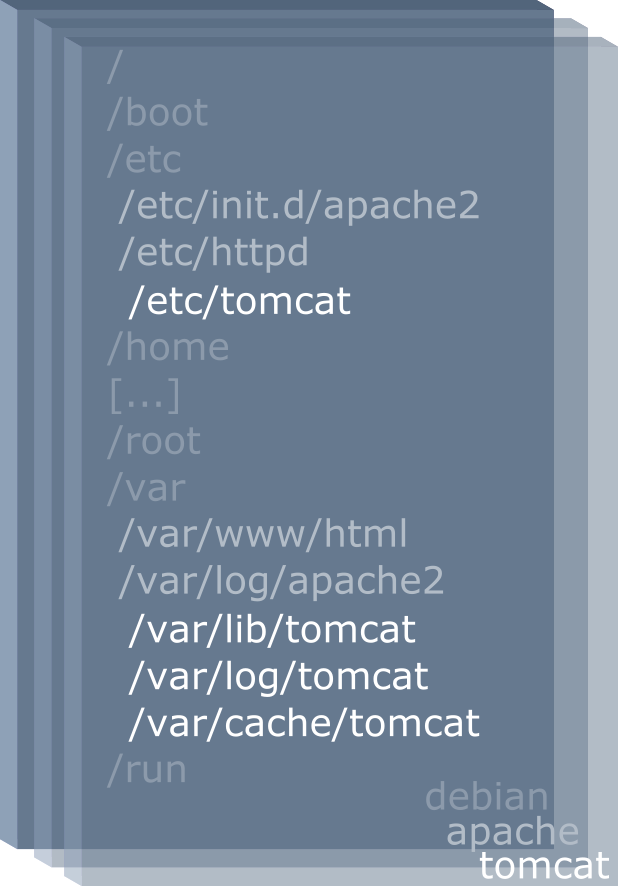 /
/boot
/etc
/etc/init.d/apache2
/etc/httpd
/etc/tomcat
/home
[...]
/root
/var
/var/www/html
/var/log/apache2
/var/lib/tomcat
/var/log/tomcat
/var/cache/tomcat
/run
debian
apache
tomcat